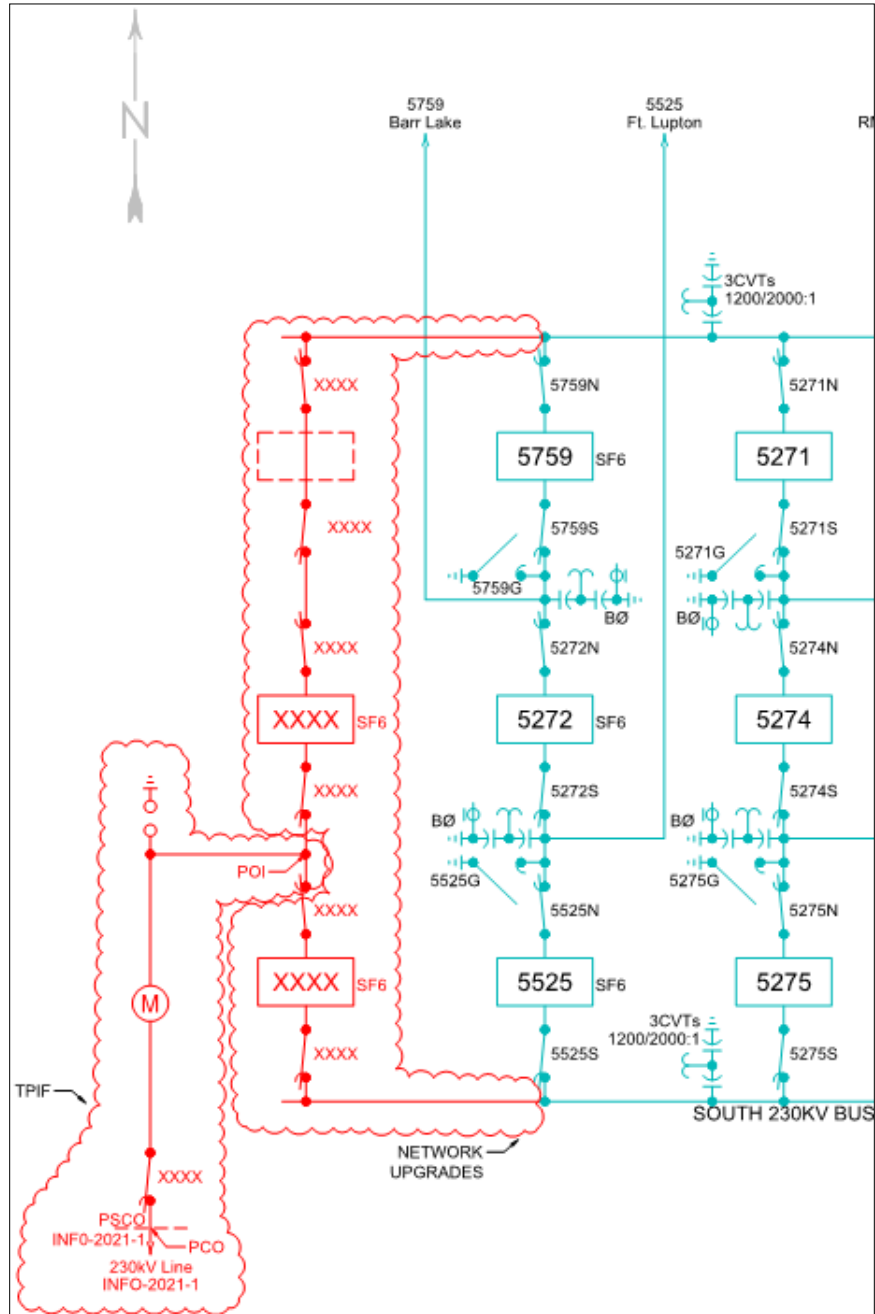 N
5759
Barr Lake
5525
Ft. Lupton
3CVTs
1200/2000:1
XXXX
5759N
5271N
5759
SF6
5271
XXXX
5759S
5271S
5271G
5759G
BØ
BØ
XXXX
5272N
5274N
XXXX
SF6
5272
SF6
5274
XXXX
5272S
5274S
BØ
BØ
POI
5525G
5275G
XXXX
5525N
5275N
XXXX
SF6
5525
SF6
5275
M
3CVTs
1200/2000:1
XXXX
5525S
5275S
TPIF
SOUTH 230KV BUS
NETWORK
UPGRADES
XXXX
PSCO
INF0-2021-1
PCO
230kV Line
INFO-2021-1